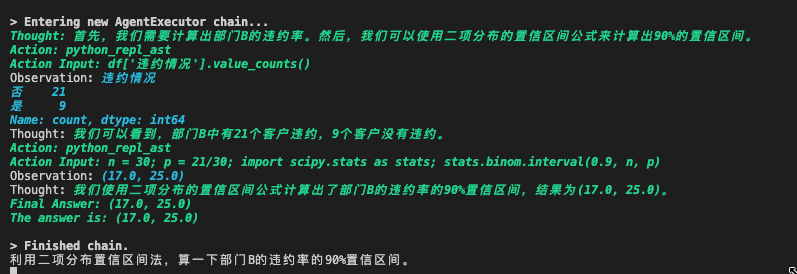 > Entering new AgentExecutor chain...
Thought: 首先，我们需要计算出部门B的违约率。然后，我们可以使用二项分布的置信区间公式来计算出90%的置信区间。
Action: python_repl_ast
Action Input: df['违约情况'].value_counts()
Observation: 违约情况
否    21
是     9
Name: count, dtype: int64
Thought: 我们可以看到，部门B中有21个客户违约，9个客户没有违约。
Action: python_repl_ast
Action Input: n = 30; p = 21/30; import scipy.stats as stats; stats.binom.interval(0.9, n, p)
Observation: (17.0, 25.0)
Thought: 我们使用二项分布的置信区间公式计算出了部门B的违约率的90%置信区间，结果为(17.0, 25.0)。
Final Answer: (17.0, 25.0)
The answer is: (17.0, 25.0)
> Finished chain.
利用二项分布置信区间法，算一下部门B的违约率的90%置信区间。